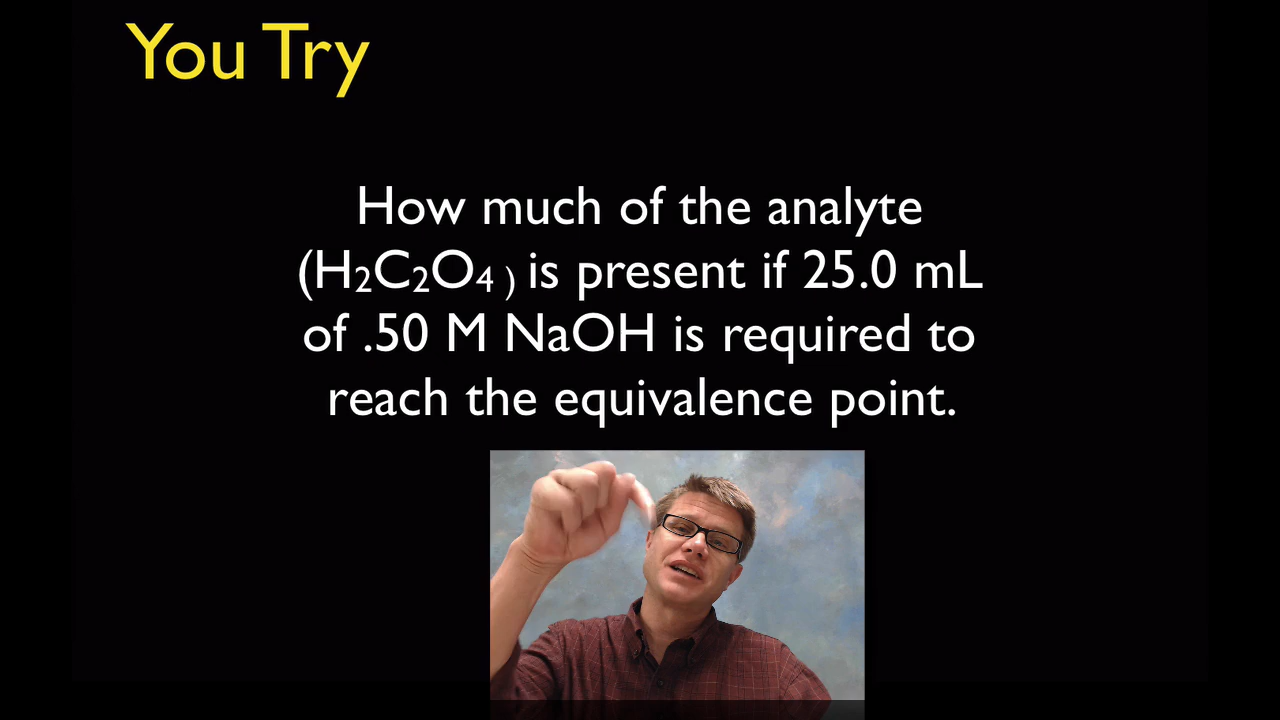 You Try
How much of the analyte
(H₂C₂O₄ ) is present if 25.0 mL
of .50 M NaOH is required to
reach the equivalence point.